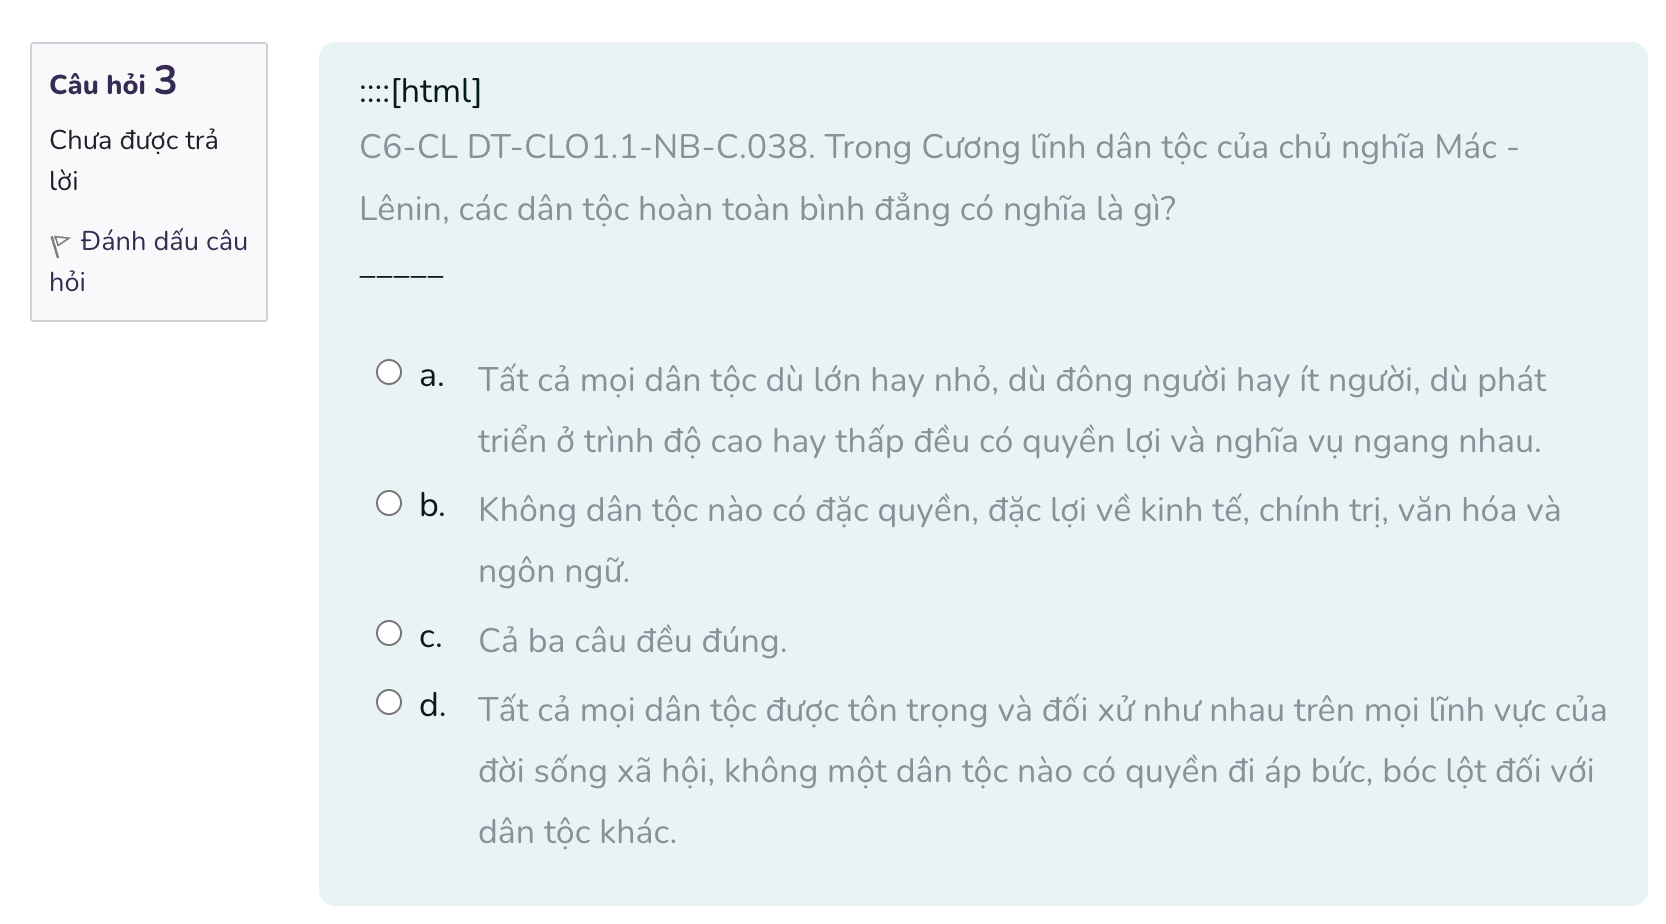 Câu hỏi 3
Chưa được trả
lời
Đánh dấu câu
hỏi
::::[html]
C6-CL DT-CLO1.1-NB-C.038. Trong Cương lĩnh dân tộc của chủ nghĩa Mác -
Lênin, các dân tộc hoàn toàn bình đẳng có nghĩa là gì?
_____
a. Tất cả mọi dân tộc dù lớn hay nhỏ, dù đông người hay ít người, dù phát
triển ở trình độ cao hay thấp đều có quyền lợi và nghĩa vụ ngang nhau.
b. Không dân tộc nào có đặc quyền, đặc lợi về kinh tế, chính trị, văn hóa và
ngôn ngữ.
c. Cả ba câu đều đúng.
d. Tất cả mọi dân tộc được tôn trọng và đối xử như nhau trên mọi lĩnh vực của
đời sống xã hội, không một dân tộc nào có quyền đi áp bức, bóc lột đối với
dân tộc khác.